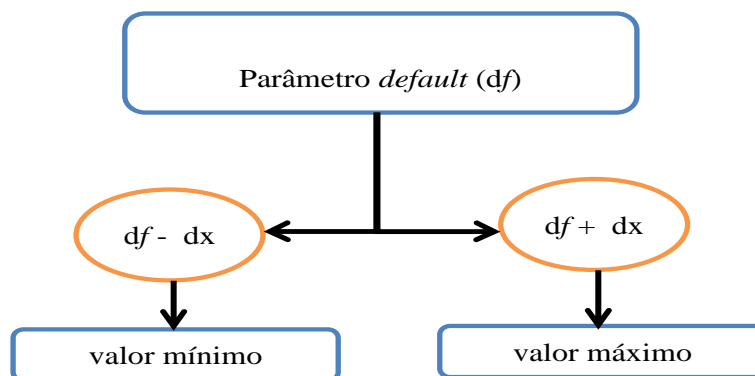 Parâmetro default (df)
df - dx
df + dx
valor mínimo
valor máximo